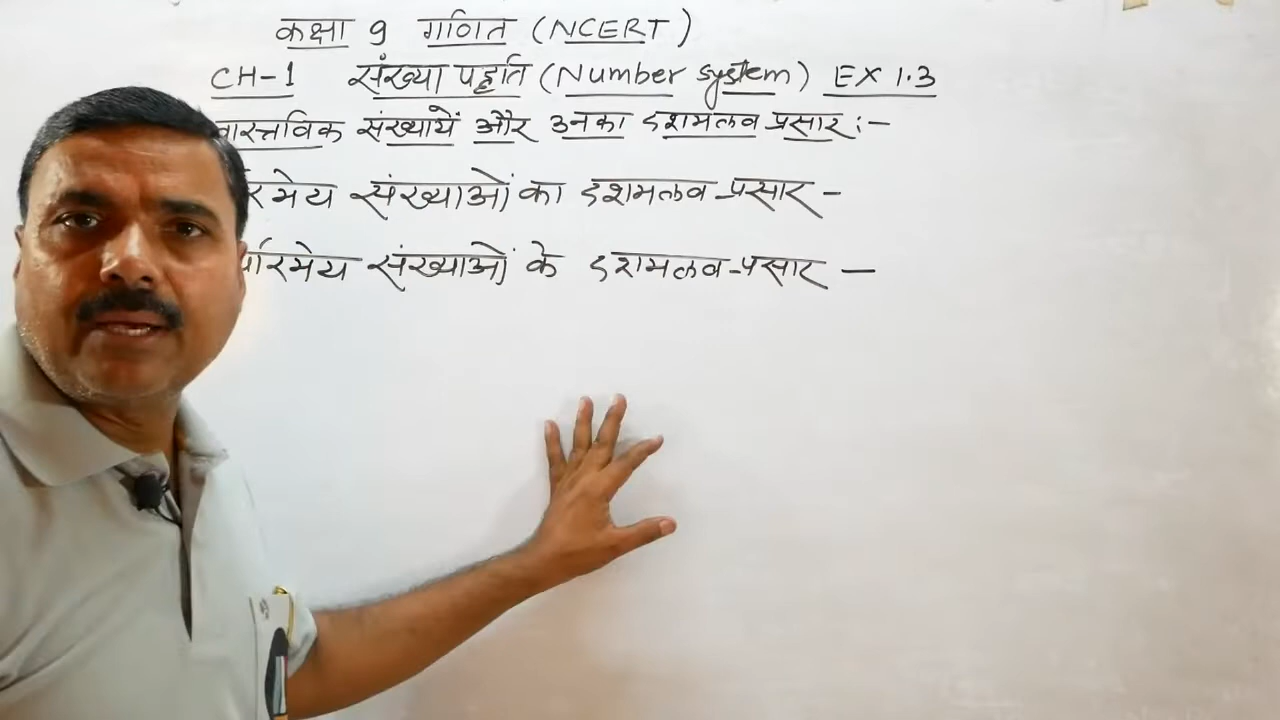 कक्षा 9 गणित (NCERT)
CH-1 संख्या पद्धति (Number system) EX 1.3
वास्तविक संख्यायें और उनका दशमलव प्रसार :-
संख्याओं का दशमलव-प्रसार -
संख्याओं के दशमलव-प्रसार -